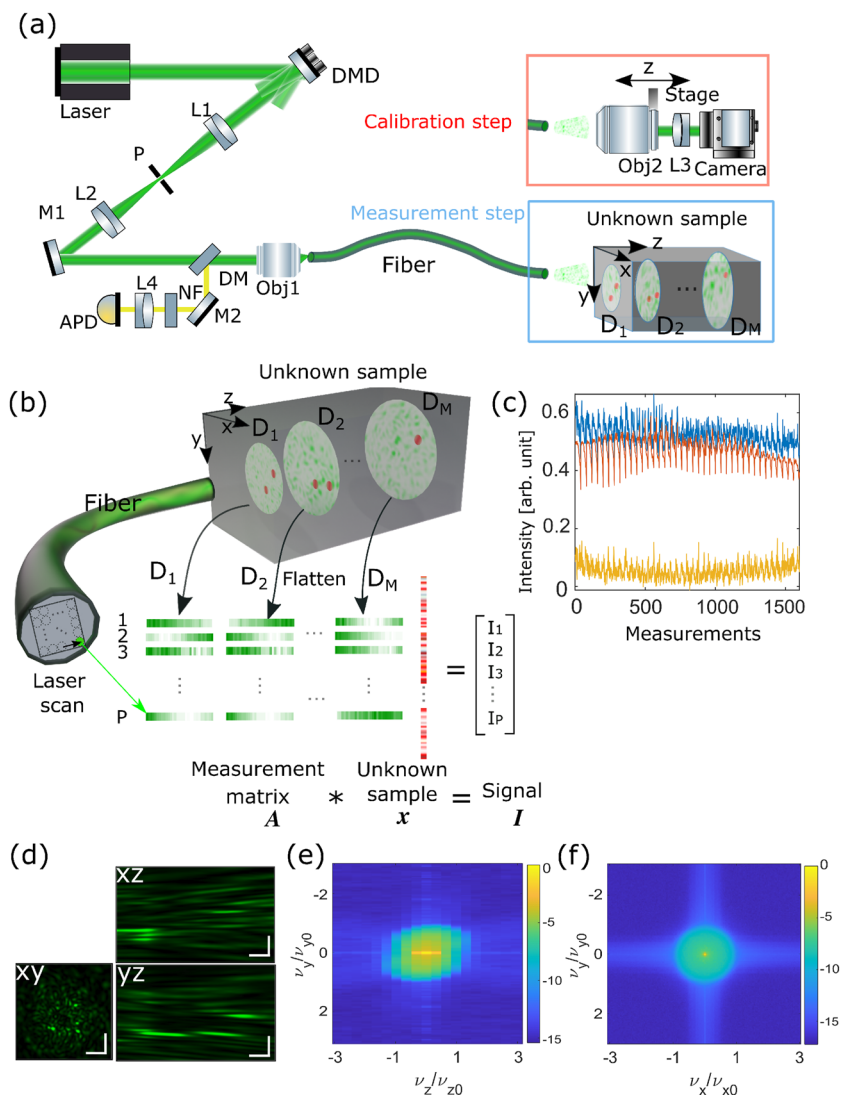 (a)
Laser
DMD
L1
P
L2
M1
DM
Obj1
NF
L4
M2
APD
Fiber
Calibration step
z
Stage
Obj2
L3
Camera
Measurement step
Unknown sample
z
x
y
D1
D2
...
DM
(b)
Unknown sample
z
x
y
D1
D2
...
DM
Fiber
Laser
scan
D1
D2
Flatten
DM
1
2
3
P
=
I1
I2
I3
IP
Measurement
matrix
A
*
Unknown
sample
x
=
Signal
I
(c)
0.6
0.4
0.2
0
Intensity [arb. unit]
0 500 1000 1500
Measurements
(d)
xz
xy
yz
(e)
-2
0
2
νy/νy0
-3 -1 1 3
νz/νz0
0
-5
-10
-15
(f)
-2
0
2
νy/νy0
-3 -1 1 3
νx/νx0
0
-5
-10
-15